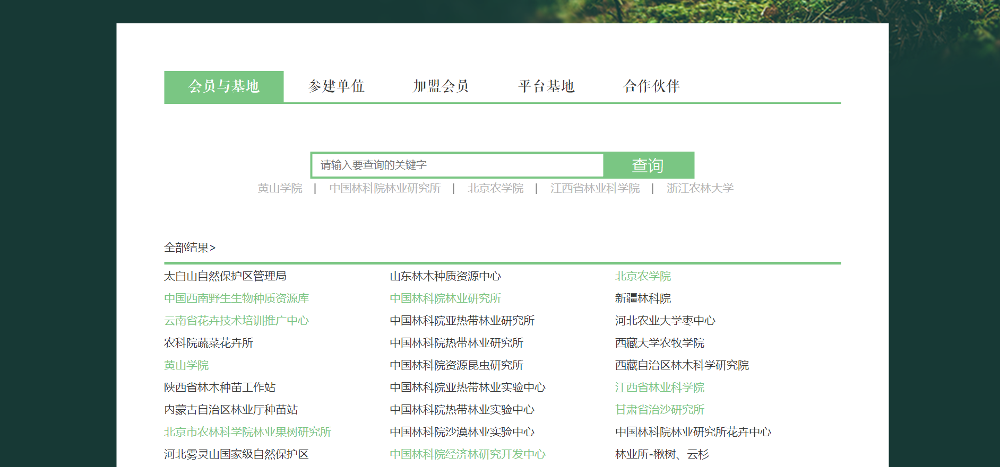 会员与基地 参建单位 加盟会员 平台基地 合作伙伴
请输入要查询的关键字 查询
黄山学院 | 中国林科院林业研究所 | 北京农学院 | 江西省林业科学院 | 浙江农林大学
全部结果>
太白山自然保护区管理局 山东林木种质资源中心 北京农学院
中国西南野生生物种质资源库 中国林科院林业研究所 新疆林科院
云南省花卉技术培训推广中心 中国林科院亚热带林业研究所 河北农业大学枣中心
农科院蔬菜花卉所 中国林科院热带林业研究所 西藏大学农牧学院
黄山学院 中国林科院资源昆虫研究所 西藏自治区林木科学研究院
陕西省林木种苗工作站 中国林科院亚热带林业实验中心 江西省林业科学院
内蒙古自治区林业厅种苗站 中国林科院热带林业实验中心 甘肃省治沙研究所
北京市农林科学院林业果树研究所 中国林科院沙漠林业实验中心 中国林科院林业研究所花卉中心
河北雾灵山国家级自然保护区 中国林科院经济林研究开发中心 林业所-楸树、云杉